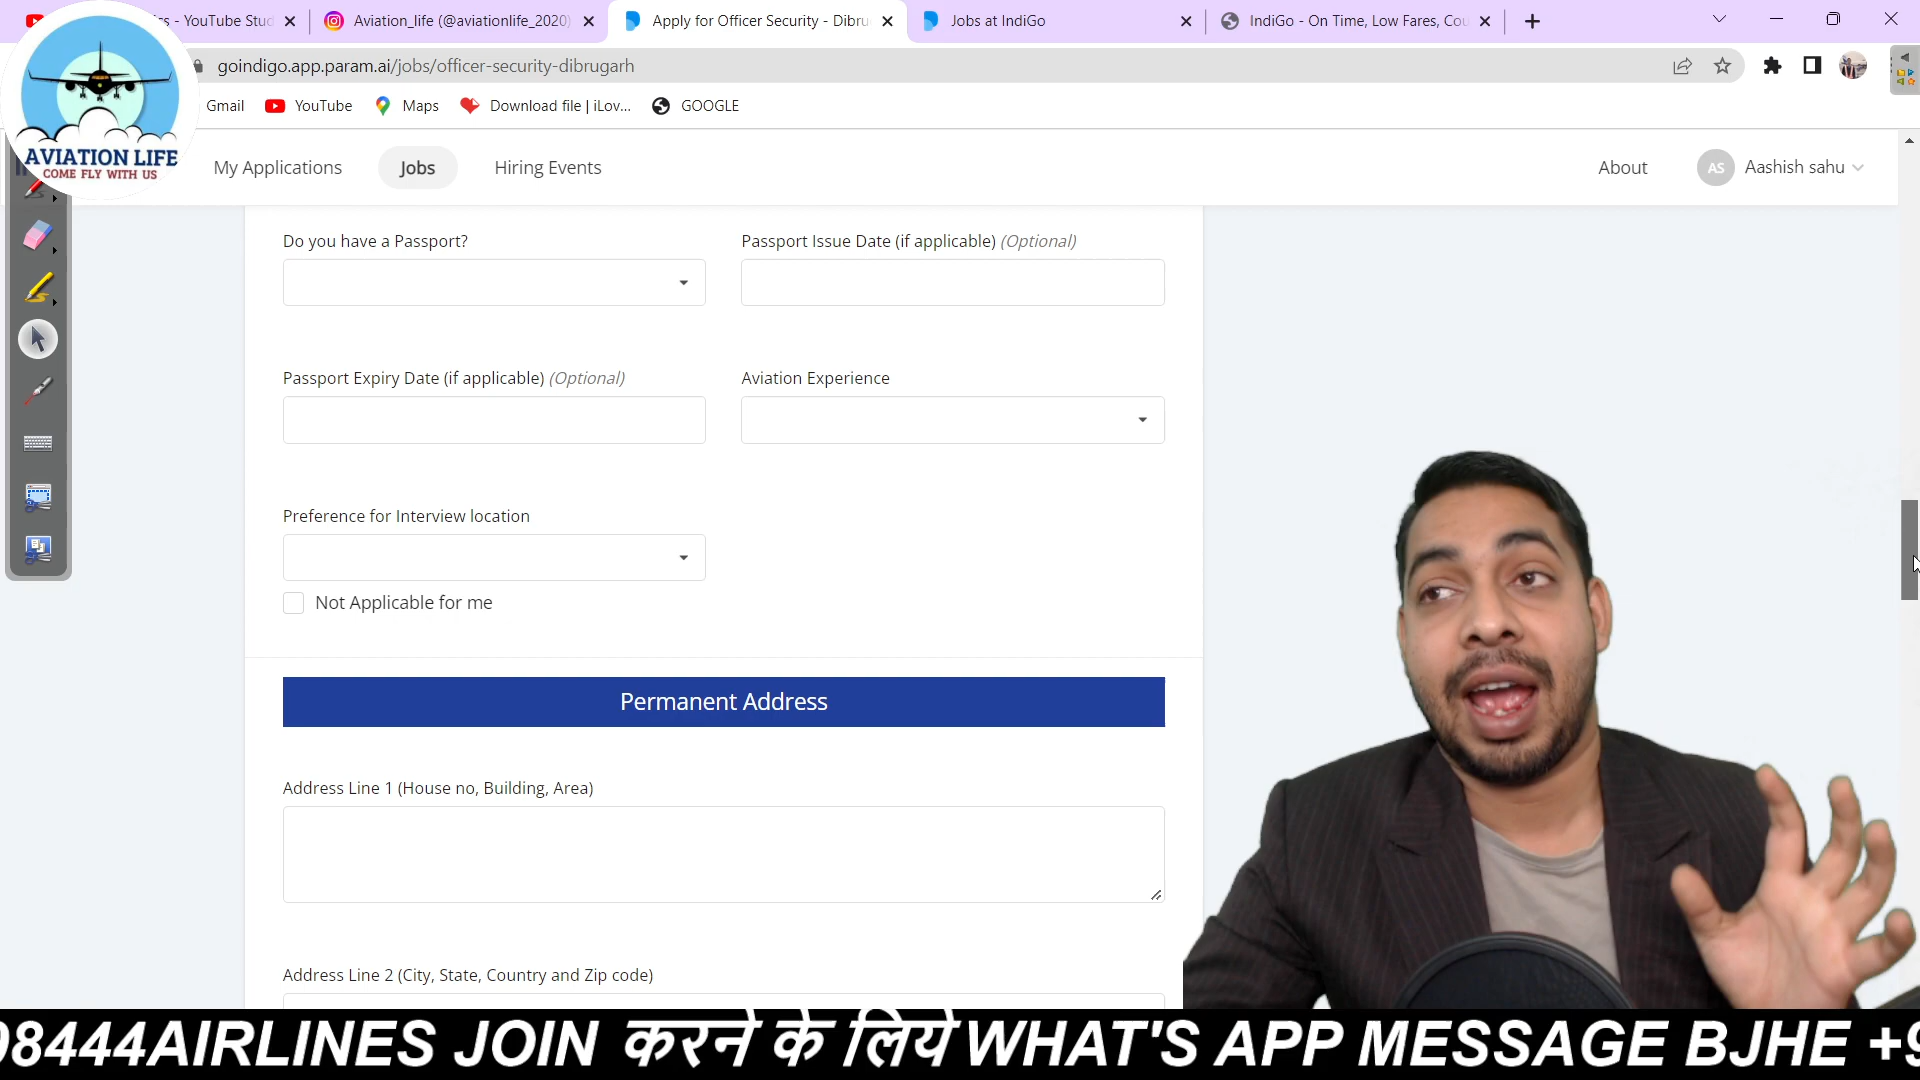 cs - YouTube Stud
Aviation_life (@aviationlife_2020)
Apply for Officer Security - Dibru
Jobs at IndiGo
IndiGo - On Time, Low Fares, Cou
goindigo.app.param.ai/jobs/officer-security-dibrugarh
Gmail
YouTube
Maps
Download file | iLov...
GOOGLE
AVIATION LIFE
COME FLY WITH US
My Applications
Jobs
Hiring Events
About
AS
Aashish sahu
Do you have a Passport?
Passport Issue Date (if applicable) (Optional)
Passport Expiry Date (if applicable) (Optional)
Aviation Experience
Preference for Interview location
Not Applicable for me
Permanent Address
Address Line 1 (House no, Building, Area)
Address Line 2 (City, State, Country and Zip code)
98444AIRLINES JOIN करने के लिये WHAT'S APP MESSAGE BJHE +9